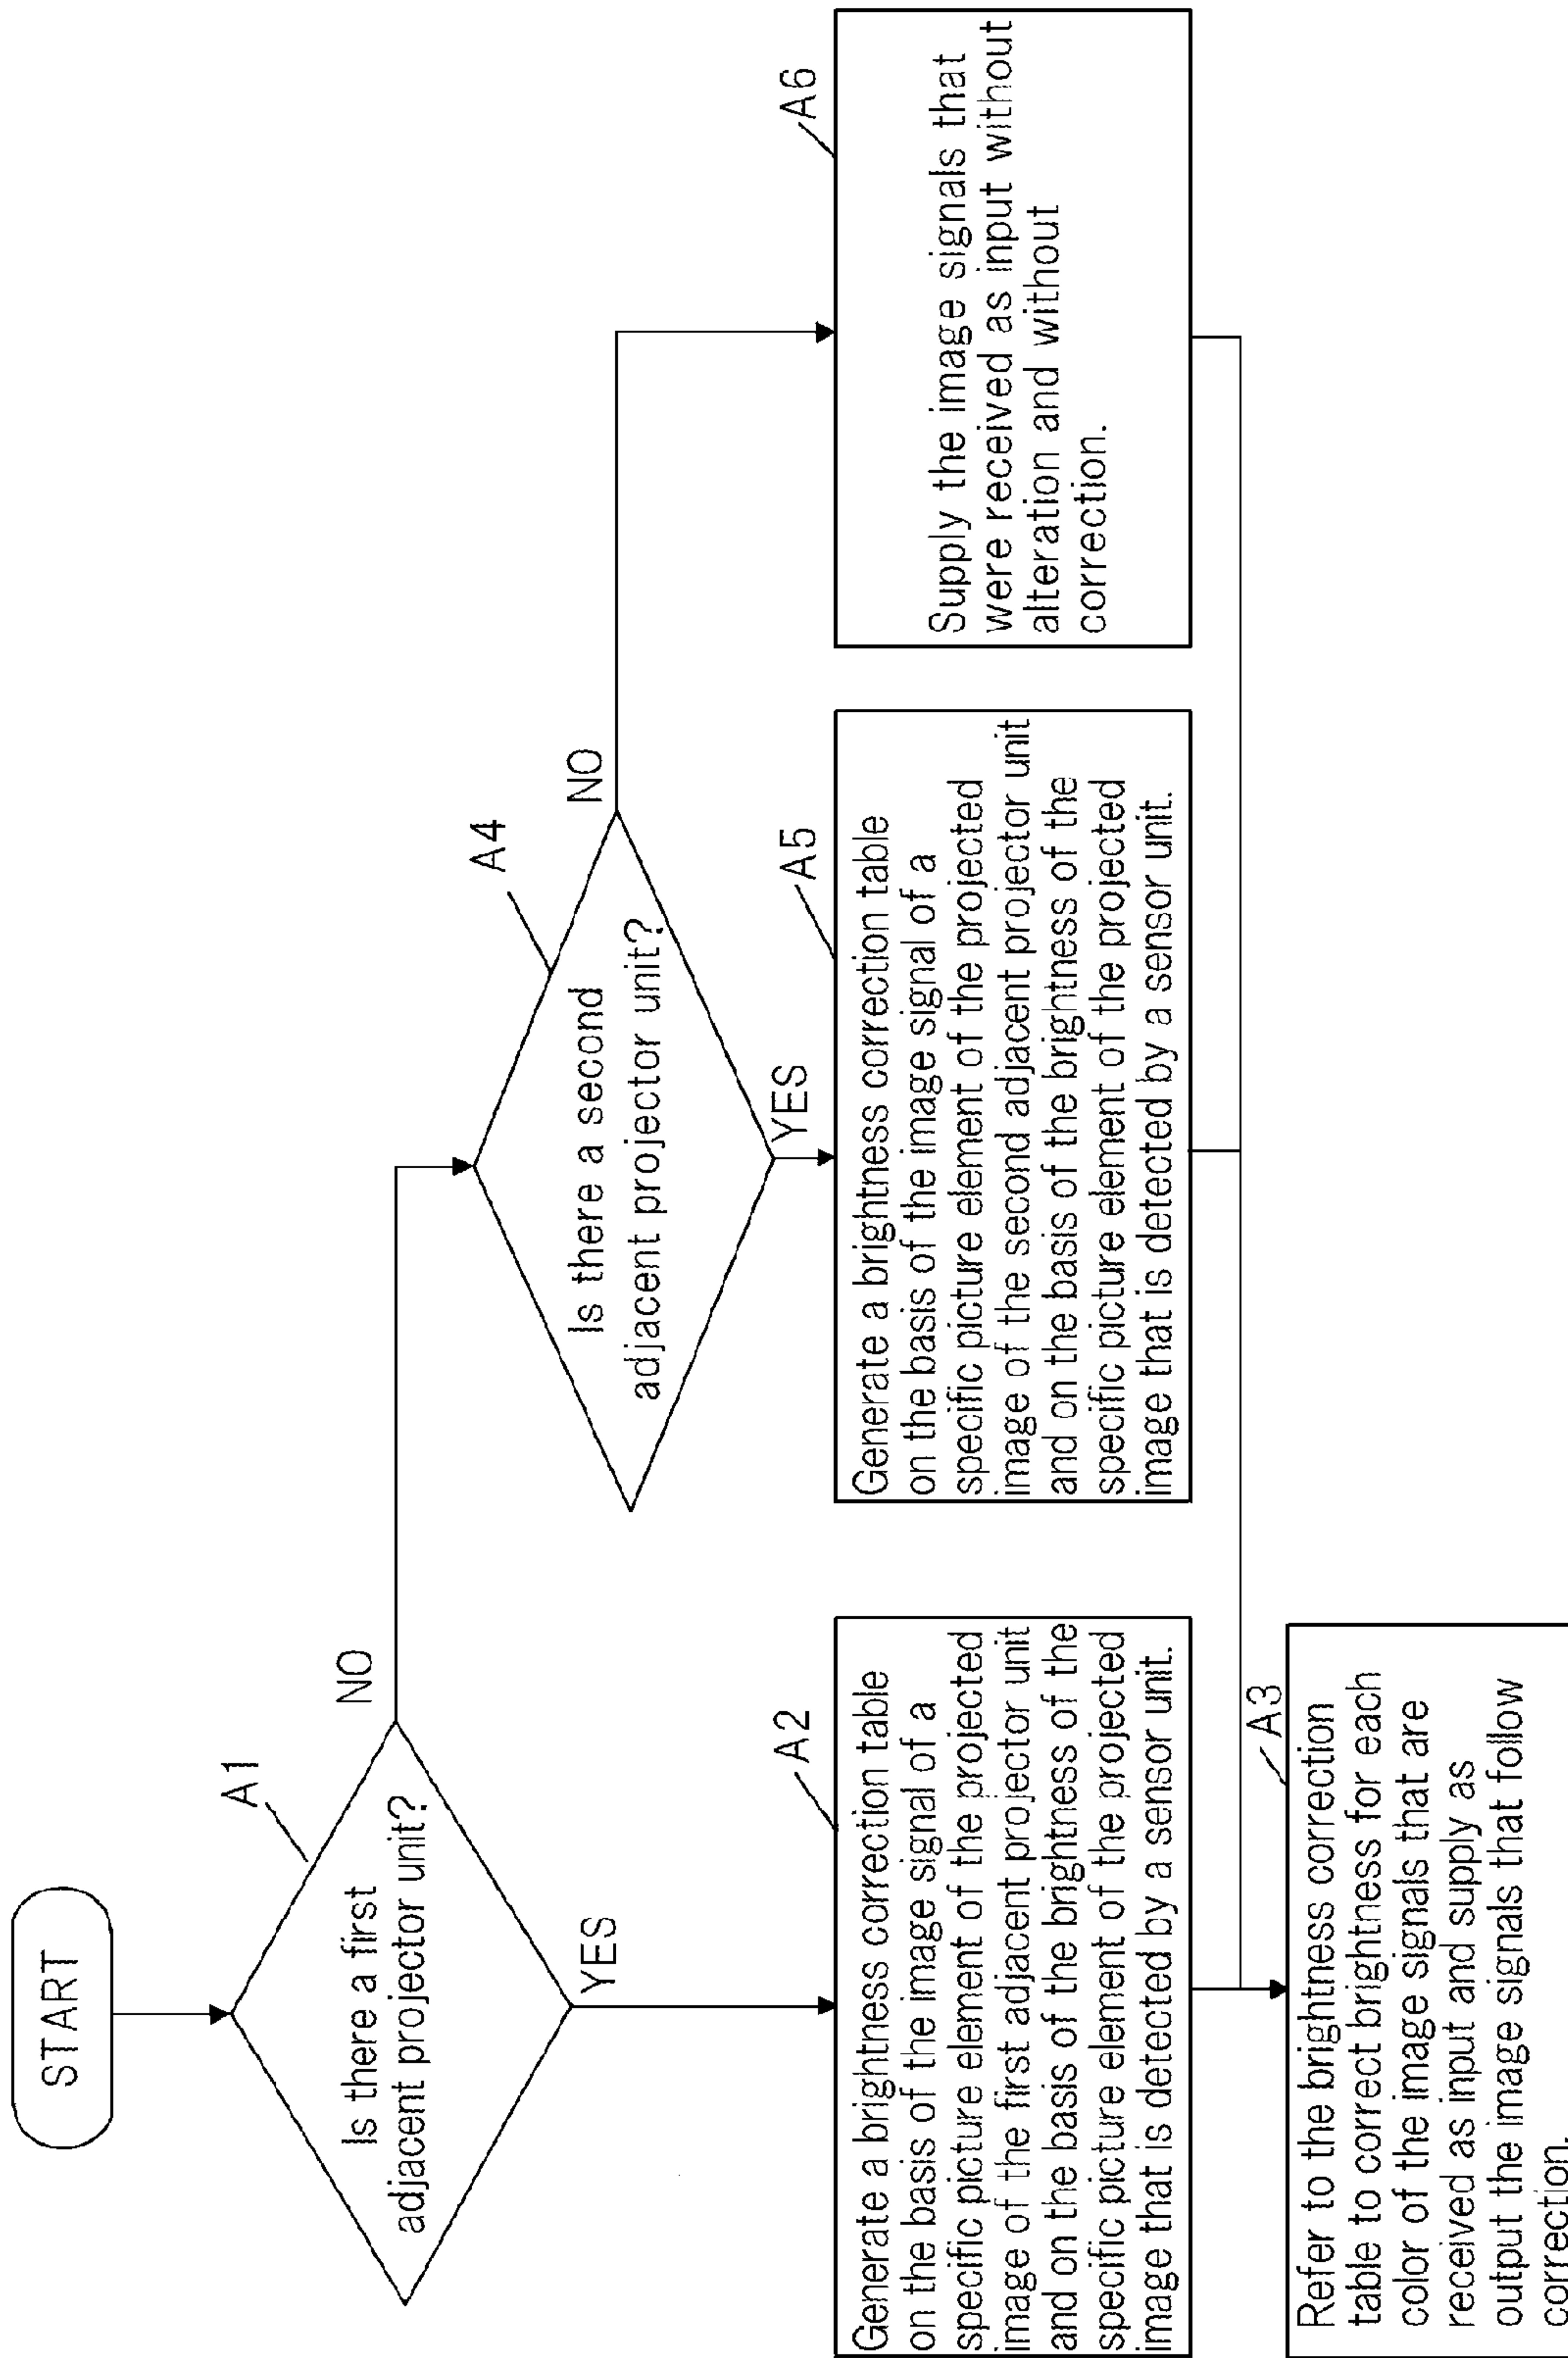 START
A1
Is there a first
adjacent projector unit?
NO
YES
A4
Is there a second
adjacent projector unit?
NO
YES
A2
Generate a brightness correction table
on the basis of the image signal of a
specific picture element of the projected
image of the first adjacent projector unit
and on the basis of the brightness of the
specific picture element of the projected
image that is detected by a sensor unit.
A5
Generate a brightness correction table
on the basis of the image signal of a
specific picture element of the projected
image of the second adjacent projector unit
and on the basis of the brightness of the
specific picture element of the projected
image that is detected by a sensor unit.
A6
Supply the image signals that
were received as input without
alteration and without
correction.
A3
Refer to the brightness correction
table to correct brightness for each
color of the image signals that are
received as input and supply as
output the image signals that follow
correction.